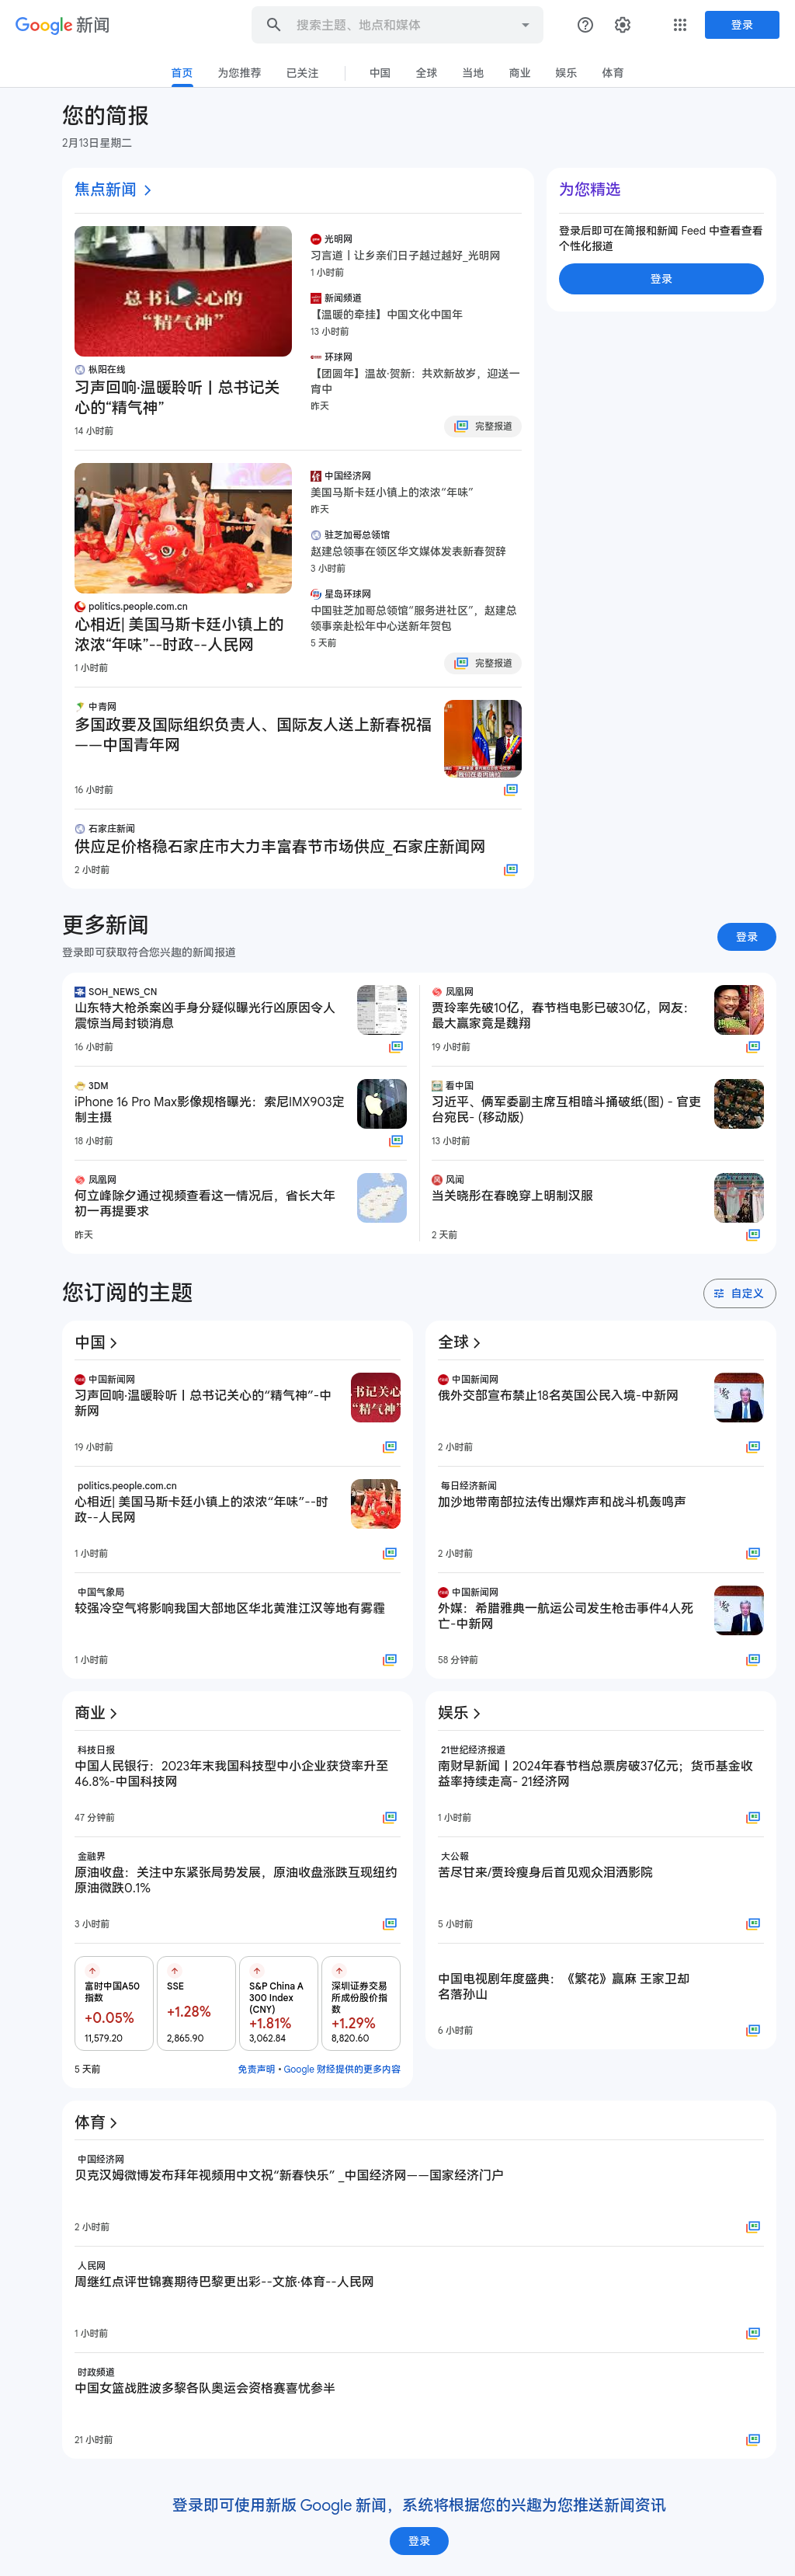 Google 新闻
搜索主题、地点和媒体
登录
首页
为您推荐
已关注
中国
全球
当地
商业
娱乐
体育
您的简报
2月13日星期二
焦点新闻
总书记关心的
“精气神”
枞阳在线
习声回响·温暖聆听丨总书记关
心的“精气神”
14 小时前
光明网
习言道丨让乡亲们日子越过越好_光明网
1 小时前
新闻频道
【温暖的牵挂】中国文化中国年
13 小时前
环球网
【团圆年】温故·贺新：共欢新故岁，迎送一
宵中
昨天
完整报道
politics.people.com.cn
心相近| 美国马斯卡廷小镇上的
浓浓“年味”--时政--人民网
1 小时前
中国经济网
美国马斯卡廷小镇上的浓浓“年味”
昨天
驻芝加哥总领馆
赵建总领事在领区华文媒体发表新春贺辞
3 小时前
星岛环球网
中国驻芝加哥总领馆“服务进社区”，赵建总
领事亲赴松年中心送新年贺包
5 天前
完整报道
中青网
多国政要及国际组织负责人、国际友人送上新春祝福
——中国青年网
16 小时前
石家庄新闻
供应足价格稳石家庄市大力丰富春节市场供应_石家庄新闻网
2 小时前
为您精选
登录后即可在简报和新闻 Feed 中查看查看
个性化报道
登录
更多新闻
登录即可获取符合您兴趣的新闻报道
登录
SOH_NEWS_CN
山东特大枪杀案凶手身分疑似曝光行凶原因令人
震惊当局封锁消息
16 小时前
凤凰网
贾玲率先破10亿，春节档电影已破30亿，网友：
最大赢家竟是魏翔
19 小时前
3DM
iPhone 16 Pro Max影像规格曝光：索尼IMX903定
制主摄
18 小时前
看中国
习近平、俩军委副主席互相暗斗捅破纸(图) - 官吏
台宛民- (移动版)
13 小时前
凤凰网
何立峰除夕通过视频查看这一情况后，省长大年
初一再提要求
昨天
风闻
当关晓彤在春晚穿上明制汉服
2 天前
您订阅的主题
自定义
中国
中国新闻网
习声回响·温暖聆听丨总书记关心的“精气神”-中
新网
19 小时前
书记关心
“精气神”
politics.people.com.cn
心相近| 美国马斯卡廷小镇上的浓浓“年味”--时
政--人民网
1 小时前
中国气象局
较强冷空气将影响我国大部地区华北黄淮江汉等地有雾霾
1 小时前
全球
中国新闻网
俄外交部宣布禁止18名英国公民入境-中新网
2 小时前
每日经济新闻
加沙地带南部拉法传出爆炸声和战斗机轰鸣声
2 小时前
中国新闻网
外媒：希腊雅典一航运公司发生枪击事件4人死
亡-中新网
58 分钟前
商业
科技日报
中国人民银行：2023年末我国科技型中小企业获贷率升至
46.8%-中国科技网
47 分钟前
金融界
原油收盘：关注中东紧张局势发展，原油收盘涨跌互现纽约
原油微跌0.1%
3 小时前
富时中国A50
指数
+0.05%
11,579.20
SSE
+1.28%
2,865.90
S&P China A
300 Index
(CNY)
+1.81%
3,062.84
深圳证券交易
所成份股价指
数
+1.29%
8,820.60
5 天前
免责声明 • Google 财经提供的更多内容
娱乐
21世纪经济报道
南财早新闻丨2024年春节档总票房破37亿元；货币基金收
益率持续走高- 21经济网
1 小时前
大公報
苦尽甘来/贾玲瘦身后首见观众泪洒影院
5 小时前
中国电视剧年度盛典：《繁花》赢麻 王家卫却
名落孙山
6 小时前
体育
中国经济网
贝克汉姆微博发布拜年视频用中文祝“新春快乐” _中国经济网——国家经济门户
2 小时前
人民网
周继红点评世锦赛期待巴黎更出彩--文旅·体育--人民网
1 小时前
时政频道
中国女篮战胜波多黎各队奥运会资格赛喜忧参半
21 小时前
登录即可使用新版 Google 新闻，系统将根据您的兴趣为您推送新闻资讯
登录